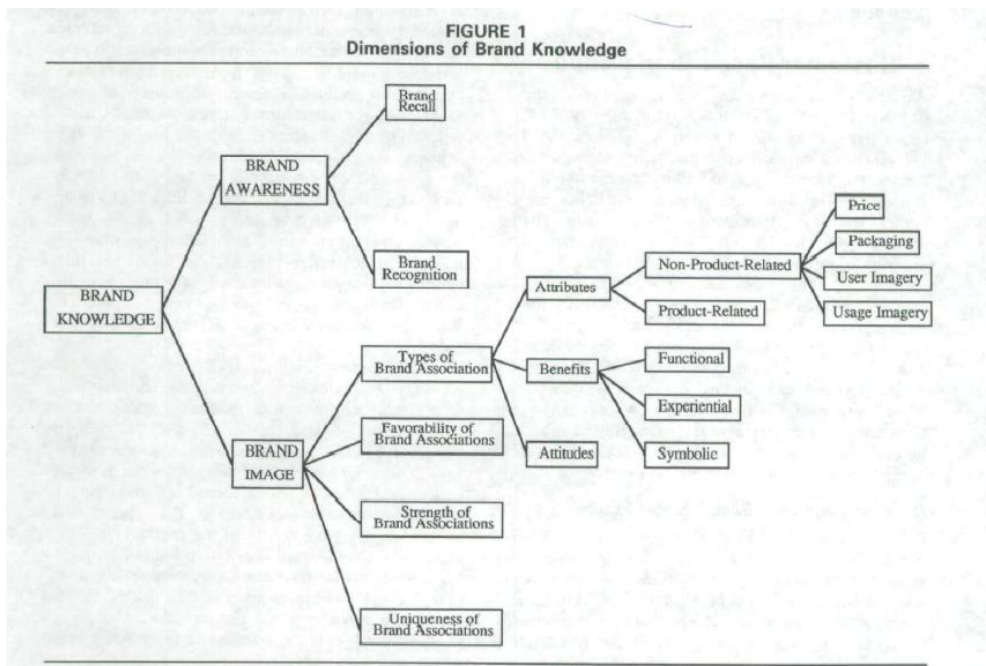 FIGURE 1
Dimensions of Brand Knowledge
Brand
Recall
BRAND
AWARENESS
Brand
Recognition
BRAND
KNOWLEDGE
BRAND
IMAGE
Types of
Brand Association
Favorability of
Brand Associations
Strength of
Brand Associations
Uniqueness of
Brand Associations
Attributes
Benefits
Attitudes
Non-Product-Related
Product-Related
Functional
Experiential
Symbolic
Price
Packaging
User Imagery
Usage Imagery